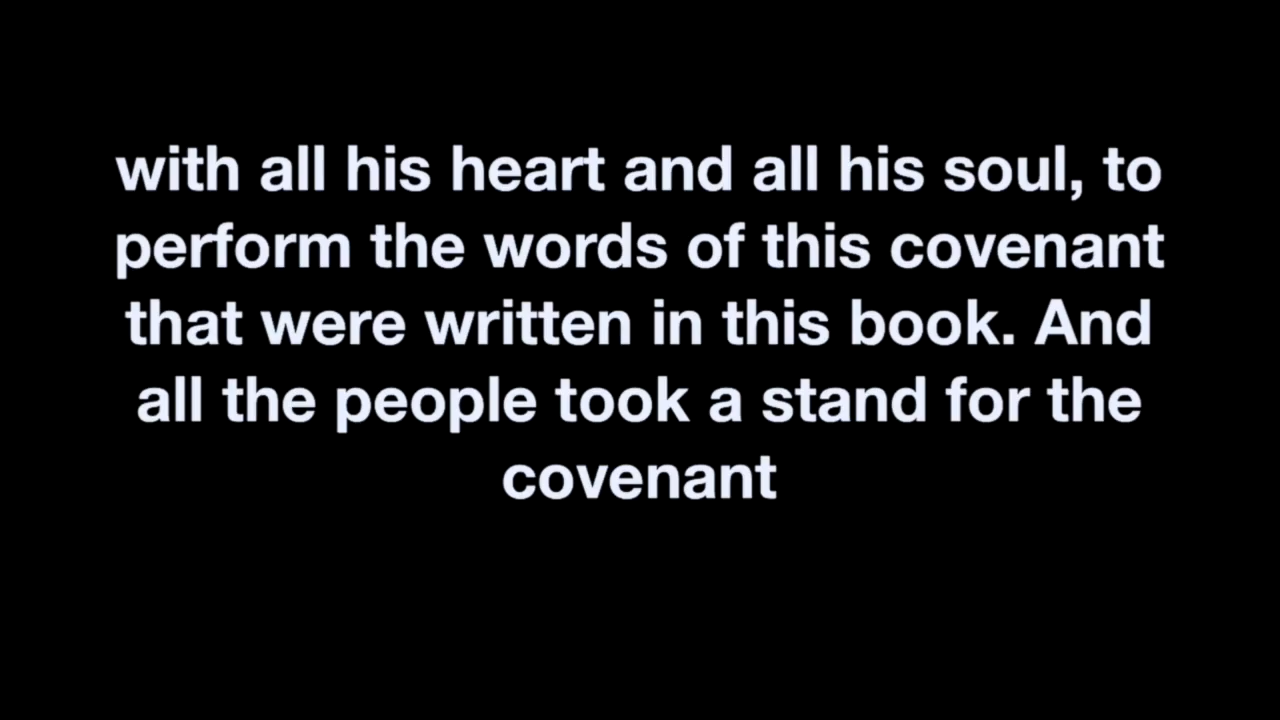 with all his heart and all his soul, to
perform the words of this covenant
that were written in this book. And
all the people took a stand for the
covenant